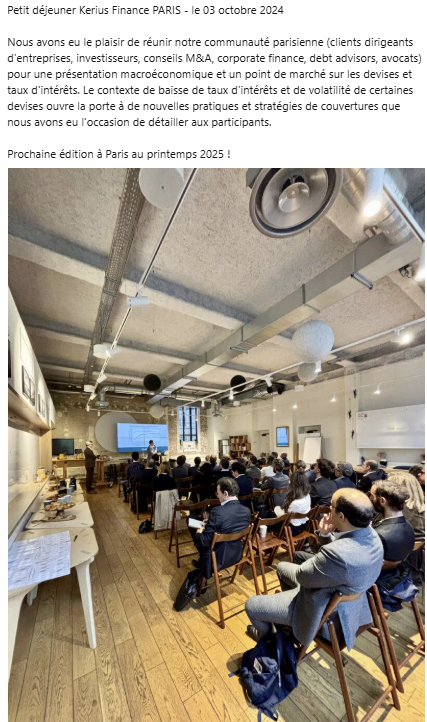 Petit déjeuner Kerius Finance PARIS - le 03 octobre 2024
Nous avons eu le plaisir de réunir notre communauté parisienne (clients dirigeants
d'entreprises, investisseurs, conseils M&A, corporate finance, debt advisors, avocats)
pour une présentation macroéconomique et un point de marché sur les devises et
taux d'intérêts. Le contexte de baisse de taux d'intérêts et de volatilité de certaines
devises ouvre la porte à de nouvelles pratiques et stratégies de couvertures que
nous avons eu l'occasion de détailler aux participants.
Prochaine édition à Paris au printemps 2025 !